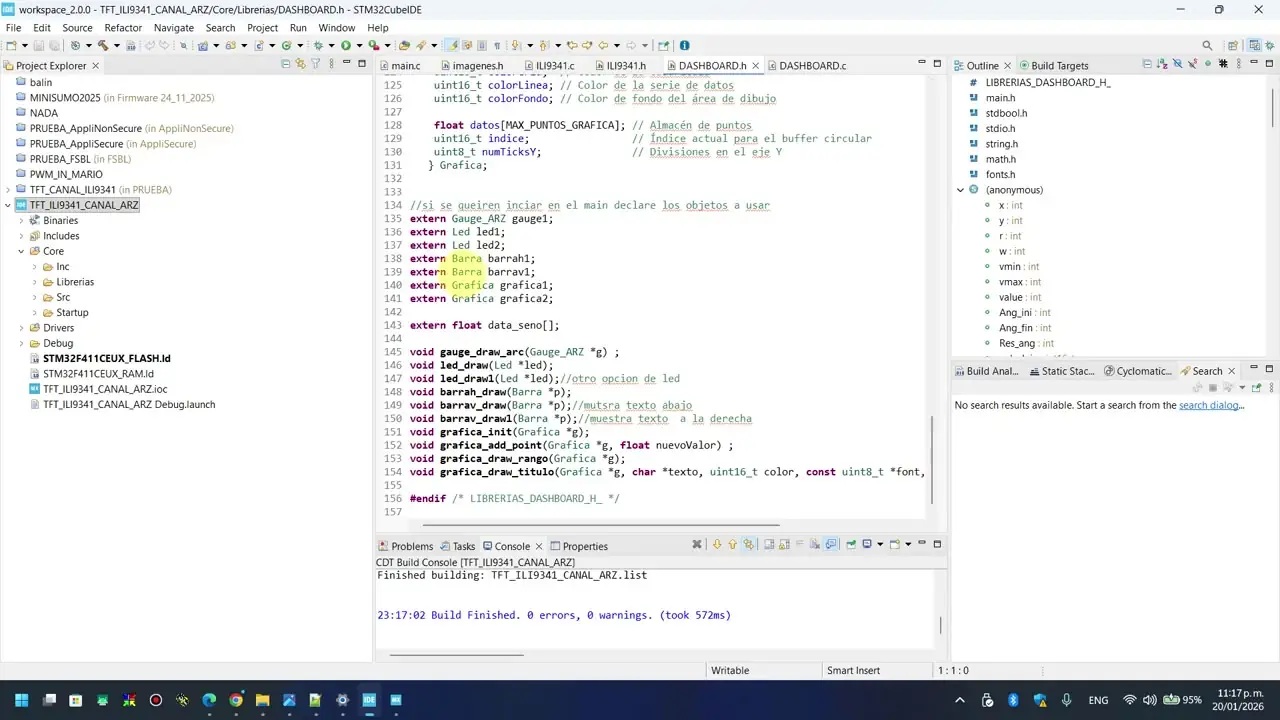 workspace_2.0.0 - TFT_ILI9341_CANAL_ARZ/Core/Librerias/DASHBOARD.h - STM32CubeIDE
File Edit Source Refactor Navigate Search Project Run Window Help
Project Explorer
balin
MINISUMO2025 (in Firmware 24_11_2025)
NADA
PRUEBA_AppliNonSecure (in AppliNonSecure)
PRUEBA_AppliSecure (in AppliSecure)
PRUEBA_FSBL (in FSBL)
PWM_IN_MARIO
TFT_CANAL_ILI9341 (in PRUEBA)
TFT_ILI9341_CANAL_ARZ
Binaries
Includes
Core
Inc
Librerias
Src
Startup
Drivers
Debug
STM32F411CEUX_FLASH.ld
STM32F411CEUX_RAM.ld
TFT_ILI9341_CANAL_ARZ.ioc
TFT_ILI9341_CANAL_ARZ Debug.launch
main.c imagenes.h ILI9341.c ILI9341.h DASHBOARD.h DASHBOARD.c
125 uint16_t colorLinea; // Color de la serie de datos
126 uint16_t colorFondo; // Color de fondo del área de dibujo
127
128 float datos[MAX_PUNTOS_GRAFICA]; // Almacén de puntos
129 uint16_t indice; // Índice actual para el buffer circular
130 uint8_t numTicksY; // Divisiones en el eje Y
131 } Grafica;
132
133
134 //si se queiren inciar en el main declare los objetos a usar
135 extern Gauge_ARZ gauge1;
136 extern Led led1;
137 extern Led led2;
138 extern Barra barrah1;
139 extern Barra barrav1;
140 extern Grafica grafica1;
141 extern Grafica grafica2;
142
143 extern float data_seno[];
144
145 void gauge_draw_arc(Gauge_ARZ *g) ;
146 void led_draw(Led *led);
147 void led_draw1(Led *led);//otro opcion de led
148 void barrah_draw(Barra *p);
149 void barrav_draw(Barra *p);//mutsra texto abajo
150 void barrav_draw1(Barra *p);//muestra texto a la derecha
151 void grafica_init(Grafica *g);
152 void grafica_add_point(Grafica *g, float nuevoValor) ;
153 void grafica_draw_rango(Grafica *g);
154 void grafica_draw_titulo(Grafica *g, char *texto, uint16_t color, const uint8_t *font,
155
156 #endif /* LIBRERIAS_DASHBOARD_H_ */
157
Problems Tasks Console Properties
CDT Build Console [TFT_ILI9341_CANAL_ARZ]
Finished building: TFT_ILI9341_CANAL_ARZ.list
23:17:02 Build Finished. 0 errors, 0 warnings. (took 572ms)
Outline Build Targets
LIBRERIAS_DASHBOARD_H_
main.h
stdbool.h
stdio.h
string.h
math.h
fonts.h
(anonymous)
x : int
y : int
r : int
w : int
vmin : int
vmax : int
value : int
Ang_ini : int
Ang_fin : int
Res_ang : int
Build Anal... Static Stac... Cyclomatic... Search
No search results available. Start a search from the search dialog...
Writable Smart Insert 1 : 1 : 0
IDE
ENG 95% 11:17 p.m.
20/01/2026